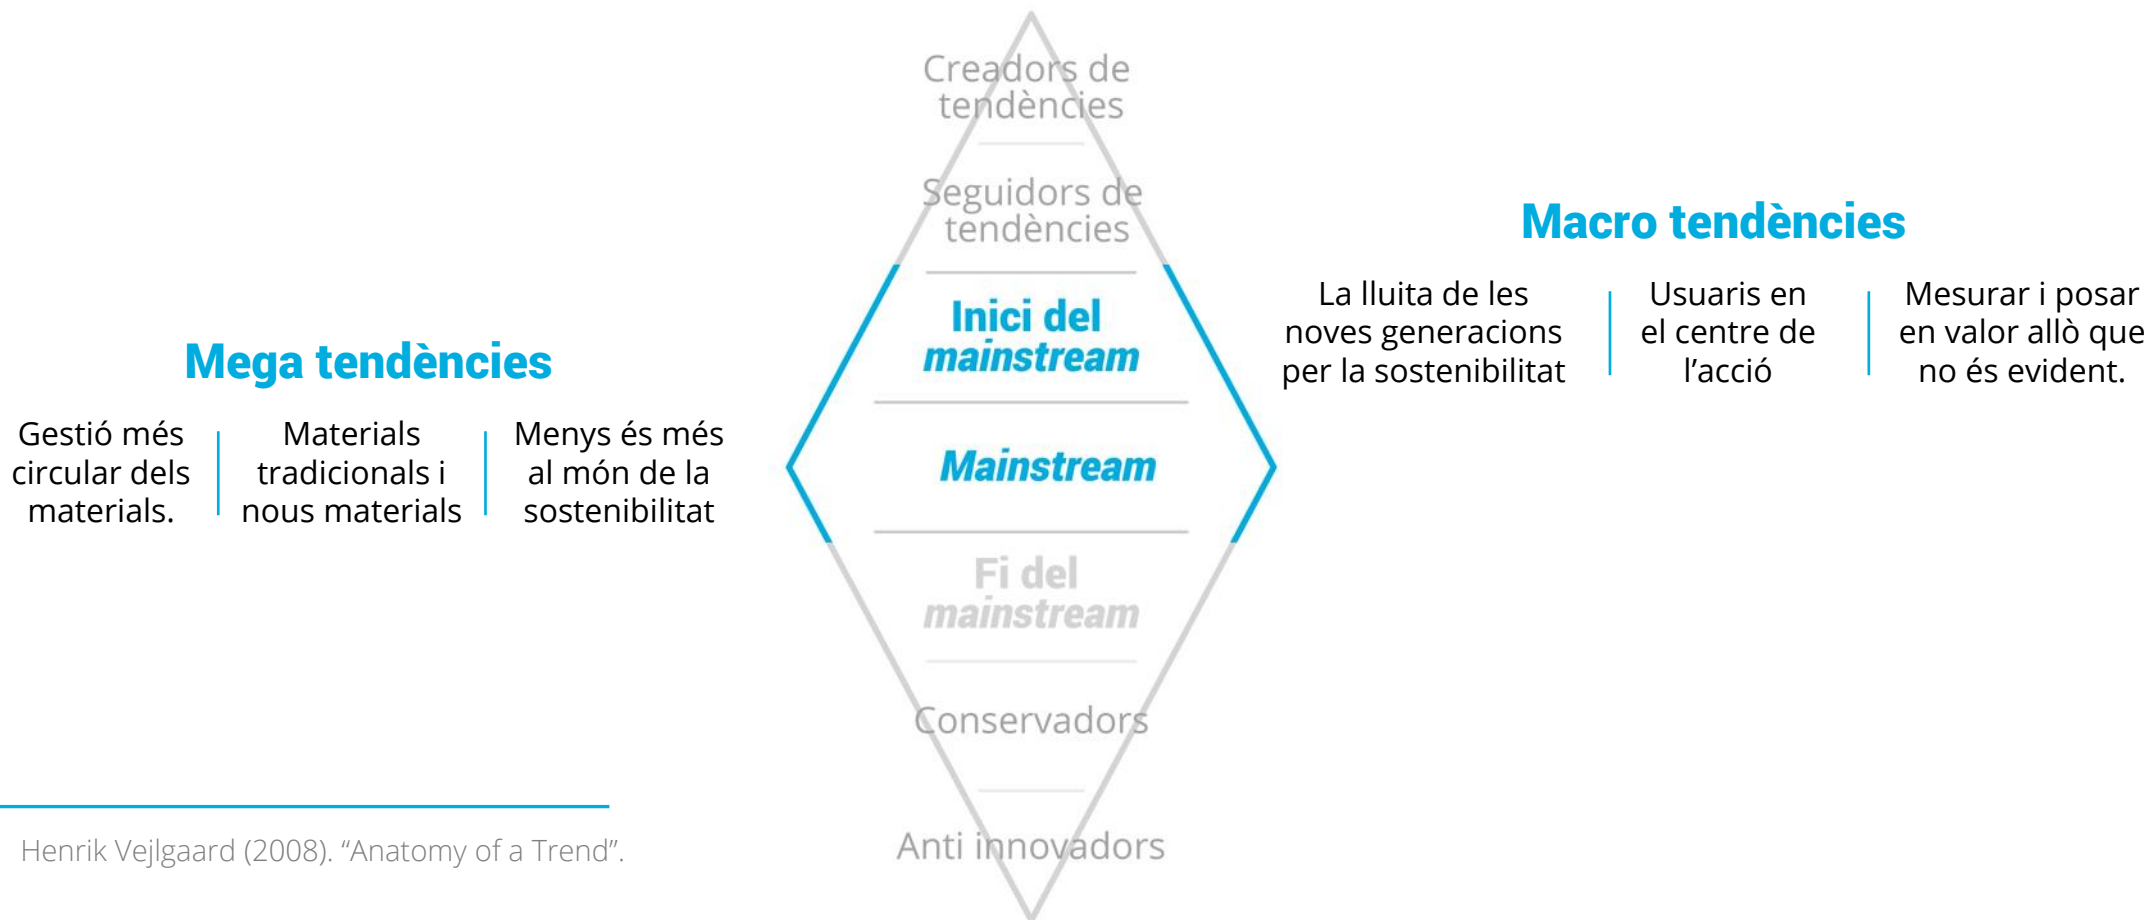 Creadors de
tendències
Seguidors de
tendències
Inici del
mainstream
Mainstream
Fi del
mainstream
Conservadors
Anti innovadors
Mega tendències
Gestió més
circular dels
materials.
Materials
tradicionals i
nous materials
Menys és més
al món de la
sostenibilitat
Macro tendències
La lluita de les
noves generacions
per la sostenibilitat
Usuaris en
el centre de
l’acció
Mesurar i posar
en valor allò que
no és evident.
Henrik Vejlgaard (2008). “Anatomy of a Trend”.